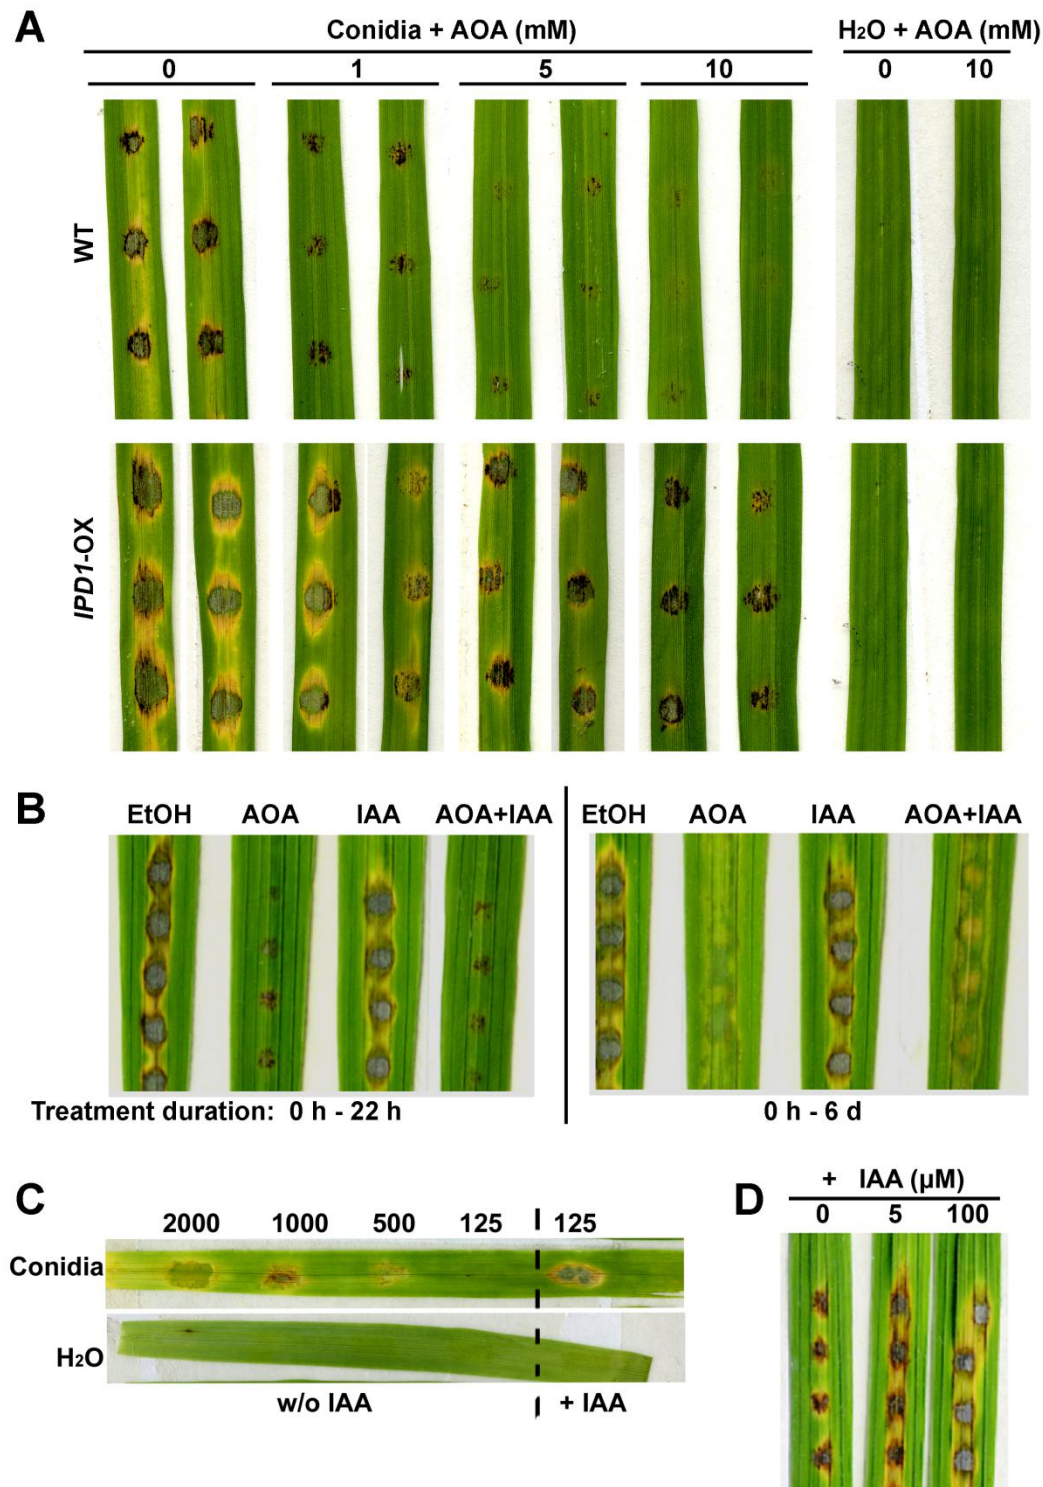 A
Conidia + AOA (mM)
H2O + AOA (mM)
0 1 5 10 0 10
WT
IPD1-OX
B
EtOH AOA IAA AOA+IAA
EtOH AOA IAA AOA+IAA
Treatment duration: 0 h - 22 h
0 h - 6 d
C
2000 1000 500 125 125
Conidia
H2O
w/o IAA + IAA
D
+ IAA (µM)
0 5 100